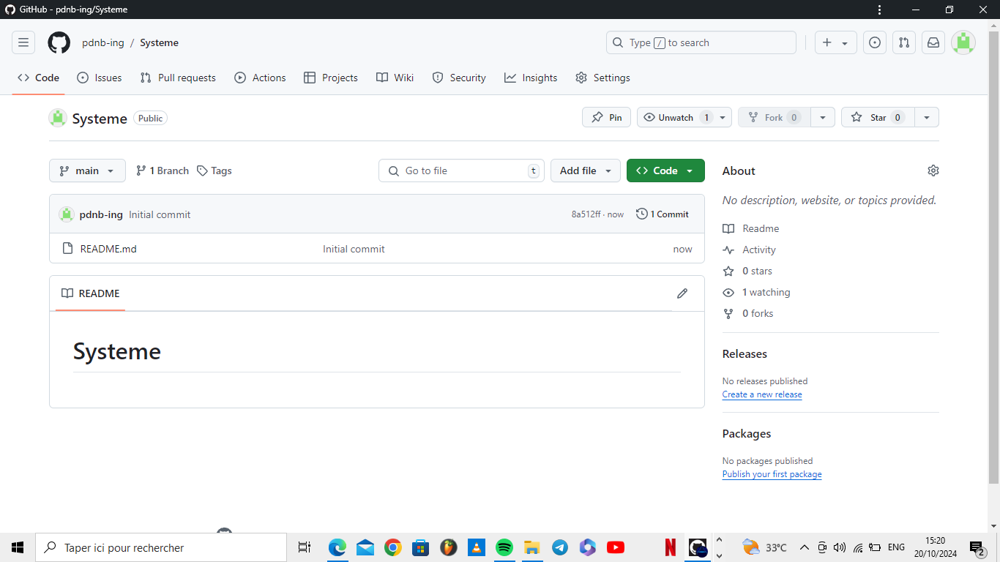 GitHub - pdnb-ing/Systeme
pdnb-ing / Systeme
Type / to search
Code Issues Pull requests Actions Projects Wiki Security Insights Settings
Systeme Public
Pin Unwatch 1 Fork 0 Star 0
main 1 Branch Tags
Go to file t
Add file
Code
pdnb-ing Initial commit 8a512ff · now 1 Commit
README.md Initial commit now
README
Systeme
About
No description, website, or topics provided.
Readme
Activity
0 stars
1 watching
0 forks
Releases
No releases published
Create a new release
Packages
No packages published
Publish your first package
Taper ici pour rechercher
33°C
ENG
15:20
20/10/2024
2